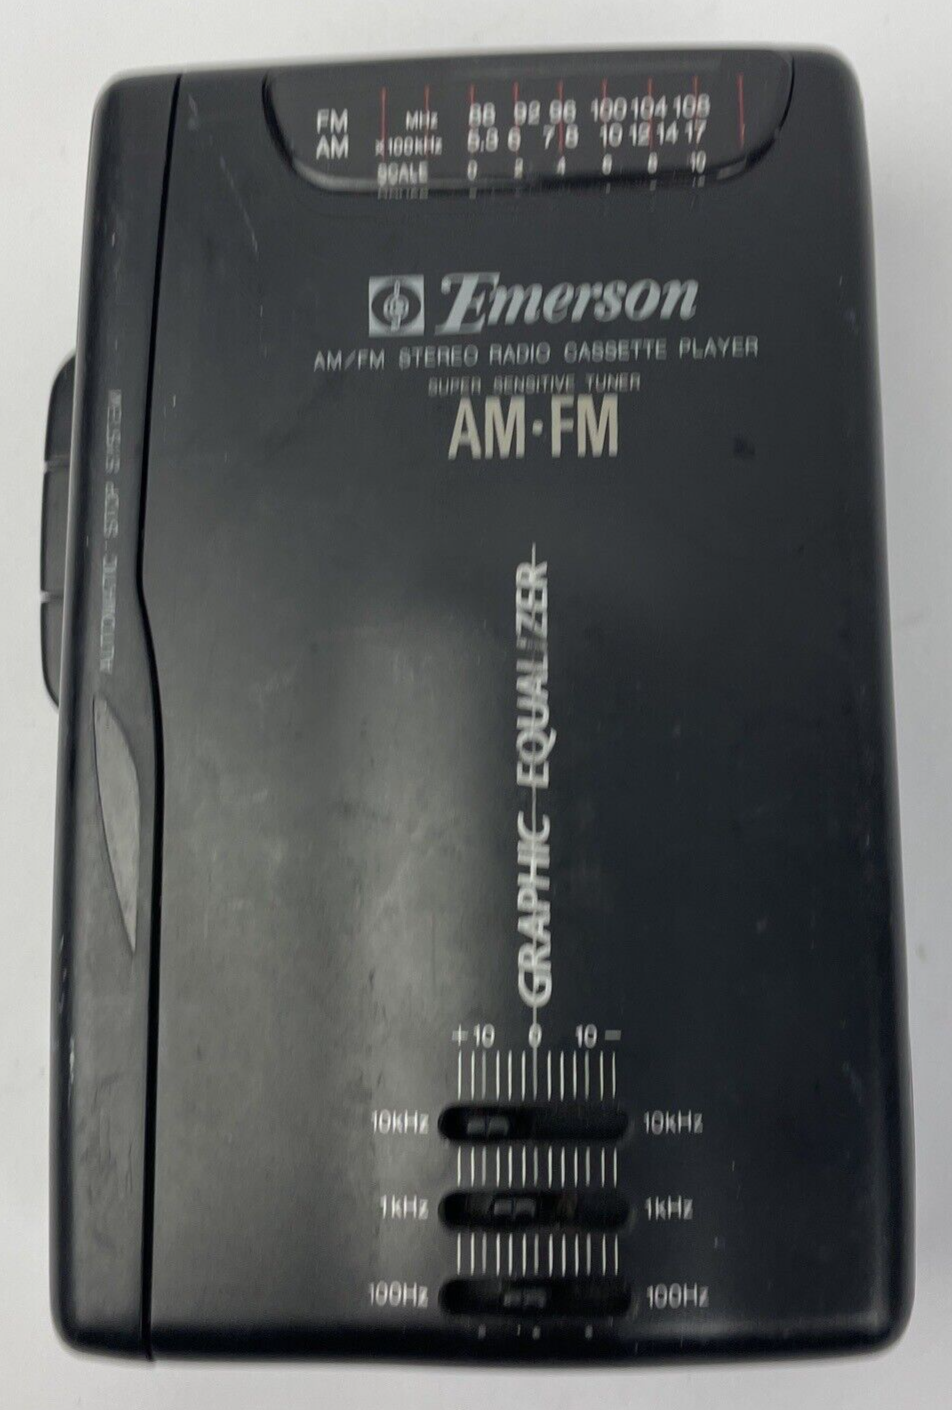 FM MHz 88 92 96 100 104 108
AM x100kHz 5.3 6 7 8 10 12 14 17
SCALE 0 2 4 6 8 10
Emerson
AM/FM STEREO RADIO CASSETTE PLAYER
SUPER SENSITIVE TUNER
AM·FM
AUTOMATIC STOP SYSTEM
GRAPHIC EQUALIZER
+10 0 10-
10kHz 10kHz
1kHz 1kHz
100Hz 100Hz